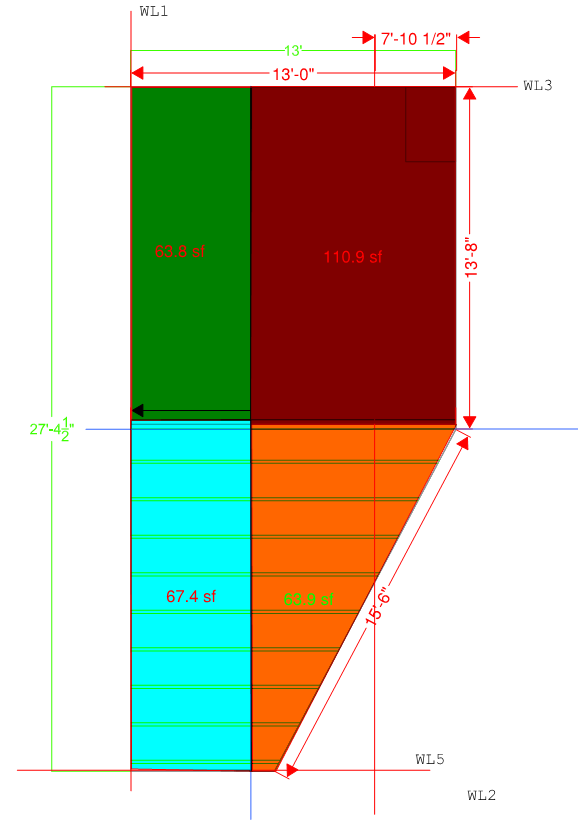 WL1
7'-10 1/2"
13'
13'-0"
WL3
63.8 sf
110.9 sf
13'-8"
27'-4 1/2"
67.4 sf
63.9 sf
15'-6"
WL5
WL2